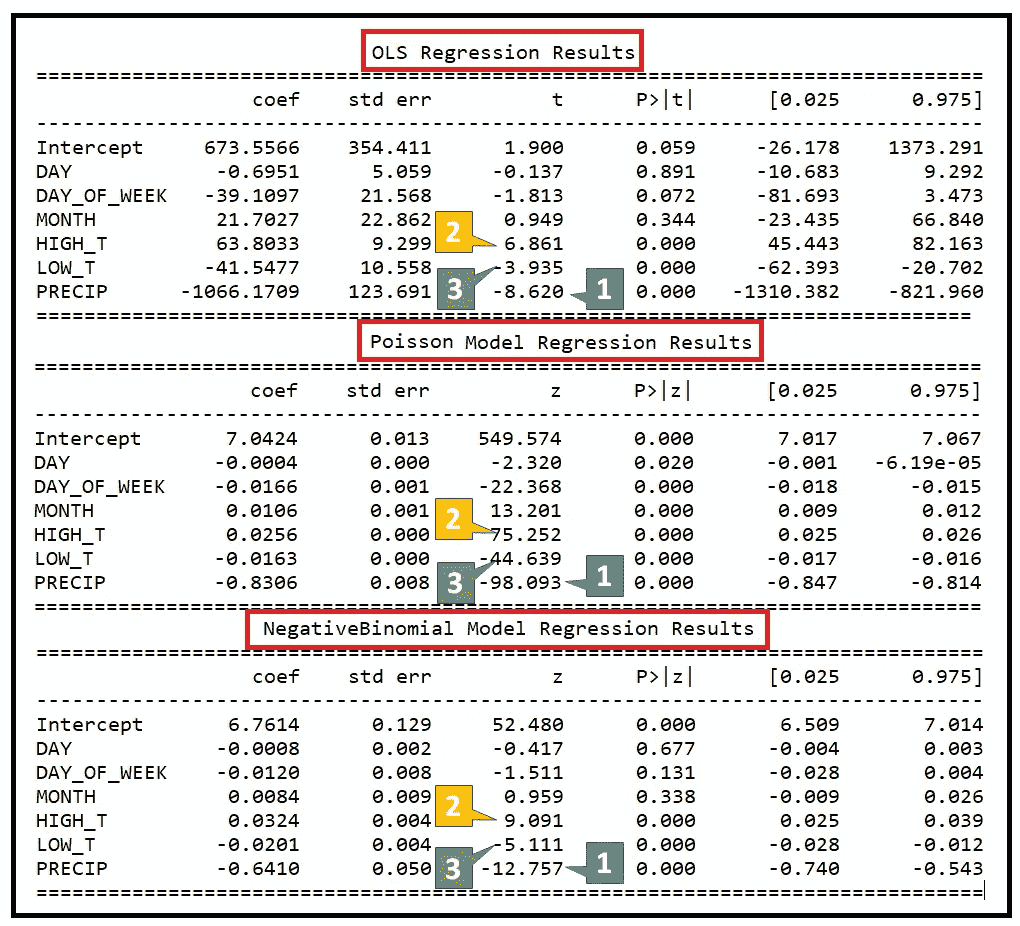 OLS Regression Results
================================================================================
coef std err t P>|t| [0.025 0.975]
--------------------------------------------------------------------------------
Intercept 673.5566 354.411 1.900 0.059 -26.178 1373.291
DAY -0.6951 5.059 -0.137 0.891 -10.683 9.292
DAY_OF_WEEK -39.1097 21.568 -1.813 0.072 -81.693 3.473
MONTH 21.7027 22.862 0.949 0.344 -23.435 66.840
HIGH_T 63.8033 9.299 2 6.861 0.000 45.443 82.163
LOW_T -41.5477 10.558 -3.935 0.000 -62.393 -20.702
PRECIP -1066.1709 123.691 3 -8.620 1 0.000 -1310.382 -821.960
================================================================================
Poisson Model Regression Results
================================================================================
coef std err z P>|z| [0.025 0.975]
--------------------------------------------------------------------------------
Intercept 7.0424 0.013 549.574 0.000 7.017 7.067
DAY -0.0004 0.000 -2.320 0.020 -0.001 -6.19e-05
DAY_OF_WEEK -0.0166 0.001 -22.368 0.000 -0.018 -0.015
MONTH 0.0106 0.001 13.201 0.000 0.009 0.012
HIGH_T 0.0256 0.000 2 75.252 0.000 0.025 0.026
LOW_T -0.0163 0.000 -44.639 0.000 -0.017 -0.016
PRECIP -0.8306 0.008 3 -98.093 1 0.000 -0.847 -0.814
================================================================================
NegativeBinomial Model Regression Results
================================================================================
coef std err z P>|z| [0.025 0.975]
--------------------------------------------------------------------------------
Intercept 6.7614 0.129 52.480 0.000 6.509 7.014
DAY -0.0008 0.002 -0.417 0.677 -0.004 0.003
DAY_OF_WEEK -0.0120 0.008 -1.511 0.131 -0.028 0.004
MONTH 0.0084 0.009 0.959 0.338 -0.009 0.026
HIGH_T 0.0324 0.004 2 9.091 0.000 0.025 0.039
LOW_T -0.0201 0.004 -5.111 0.000 -0.028 -0.012
PRECIP -0.6410 0.050 3 -12.757 1 0.000 -0.740 -0.543
================================================================================